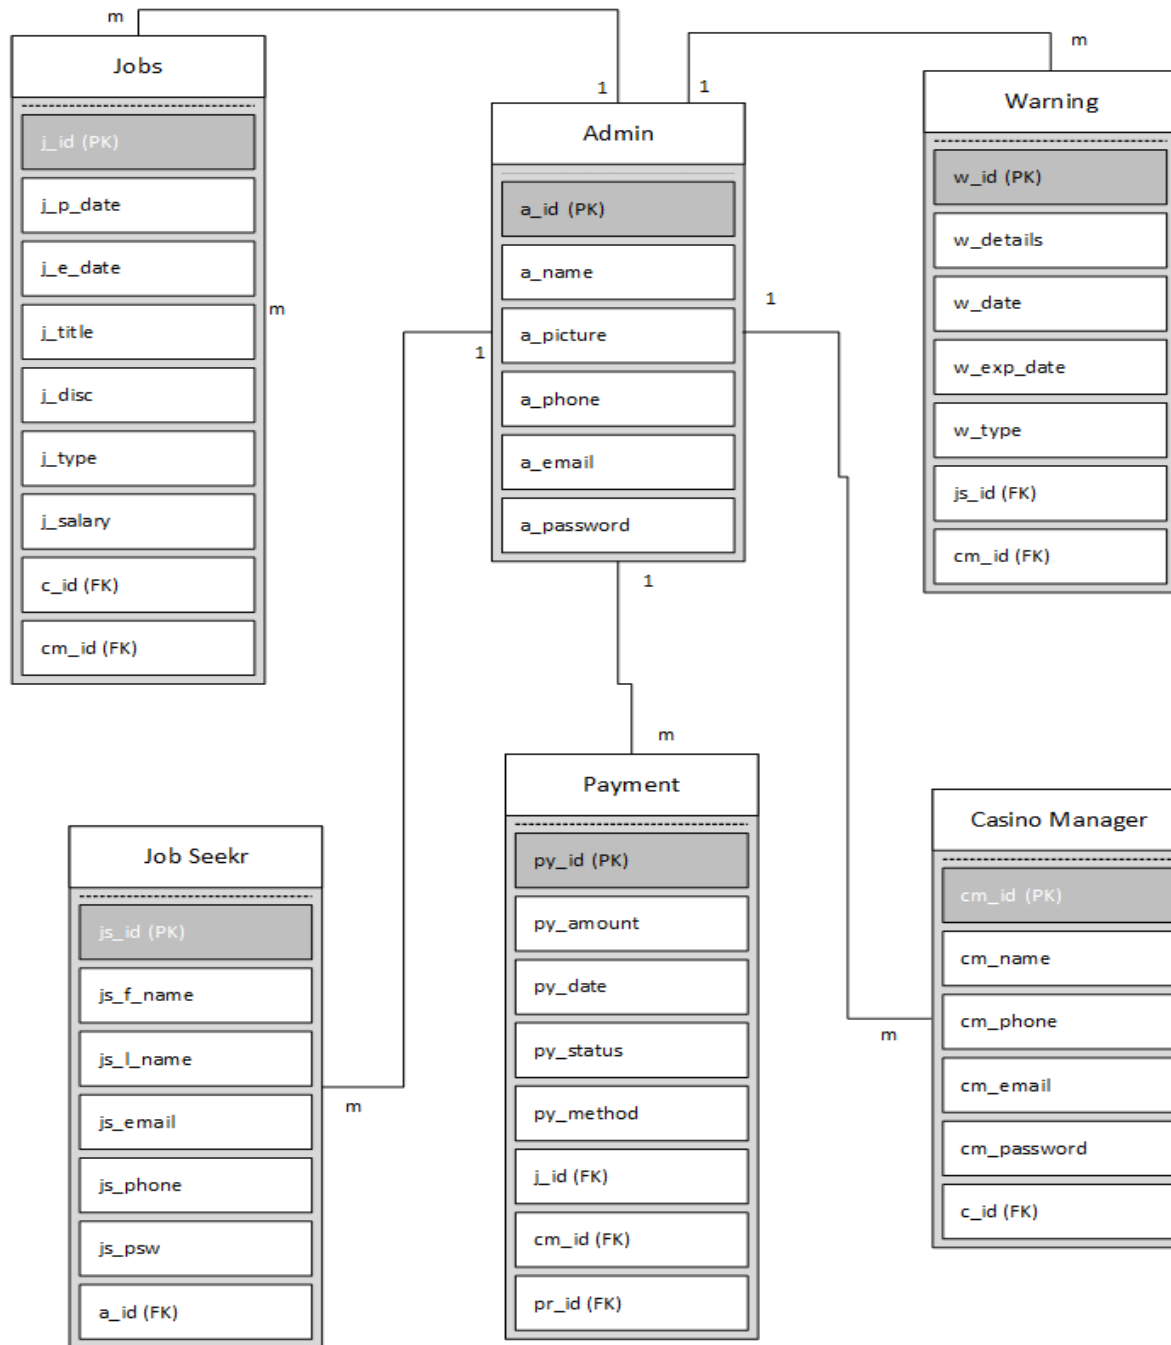 m
Jobs
j_id (PK)
j_p_date
j_e_date
j_title
j_disc
j_type
j_salary
c_id (FK)
cm_id (FK)
m
1
Admin
a_id (PK)
a_name
a_picture
a_phone
a_email
a_password
1
1
1
1
m
Warning
w_id (PK)
w_details
w_date
w_exp_date
w_type
js_id (FK)
cm_id (FK)
Job Seekr
js_id (PK)
js_f_name
js_l_name
js_email
js_phone
js_psw
a_id (FK)
m
m
Payment
py_id (PK)
py_amount
py_date
py_status
py_method
j_id (FK)
cm_id (FK)
pr_id (FK)
m
Casino Manager
cm_id (PK)
cm_name
cm_phone
cm_email
cm_password
c_id (FK)